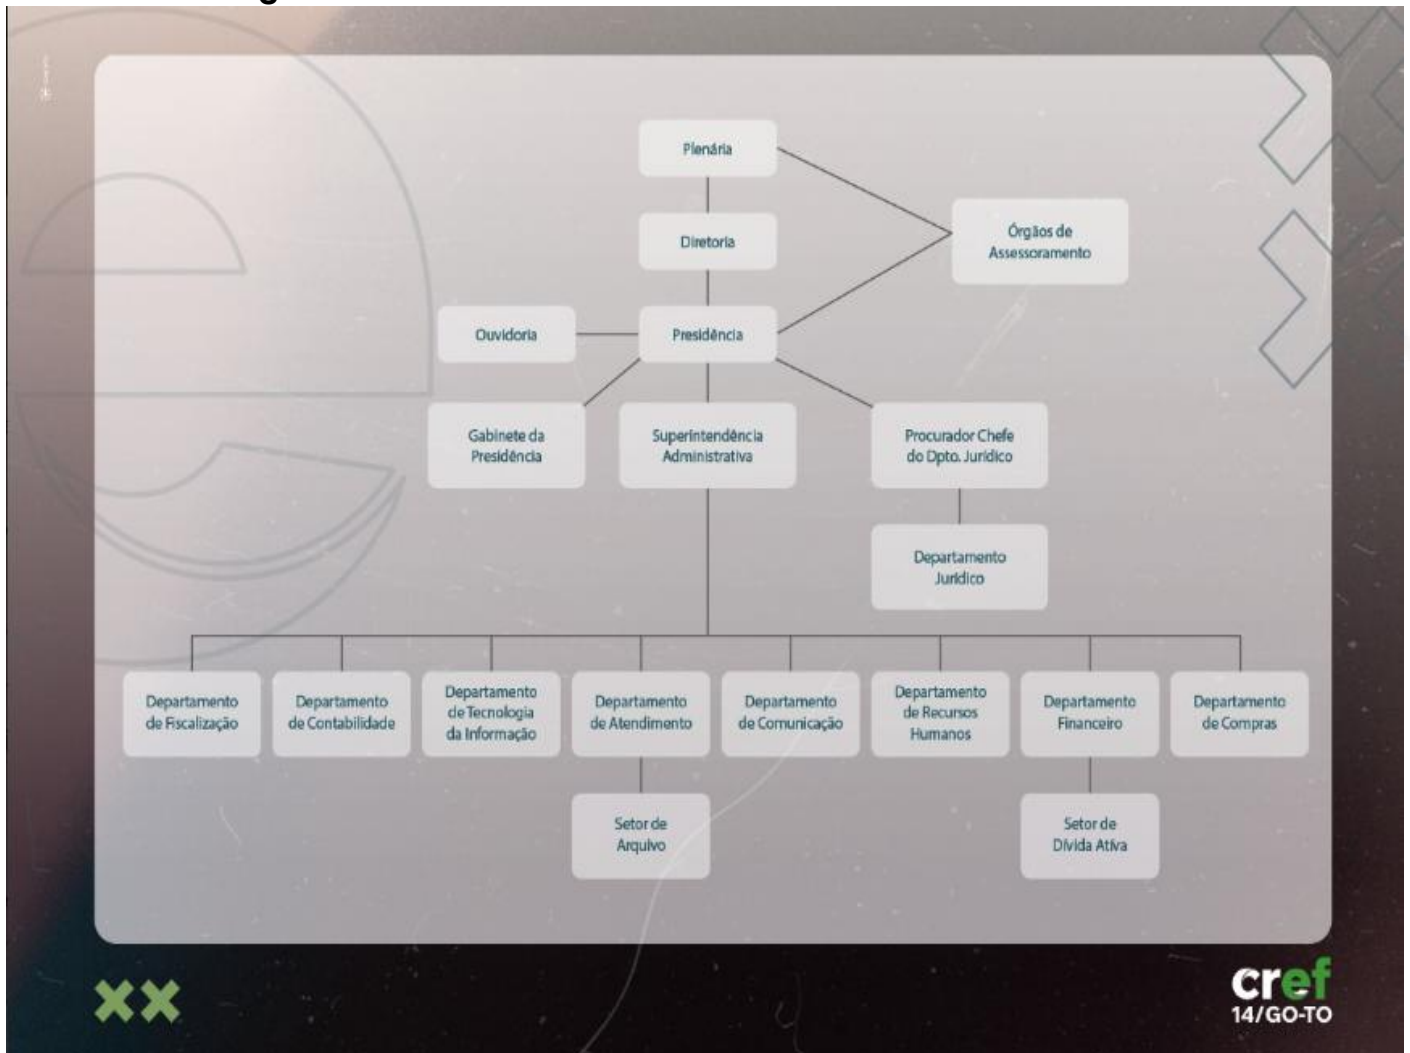 Plenária
Órgãos de
Assessoramento
Diretoria
Ouvidoria
Presidência
Gabinete da
Presidência
Superintendência
Administrativa
Procurador Chefe
do Dpto. Jurídico
Departamento
Jurídico
Departamento
de Fiscalização
Departamento
de Contabilidade
Departamento
de Tecnologia
da Informação
Departamento
de Atendimento
Departamento
de Comunicação
Departamento
de Recursos
Humanos
Departamento
Financeiro
Departamento
de Compras
Setor de
Arquivo
Setor de
Dívida Ativa
cref
14/GO-TO